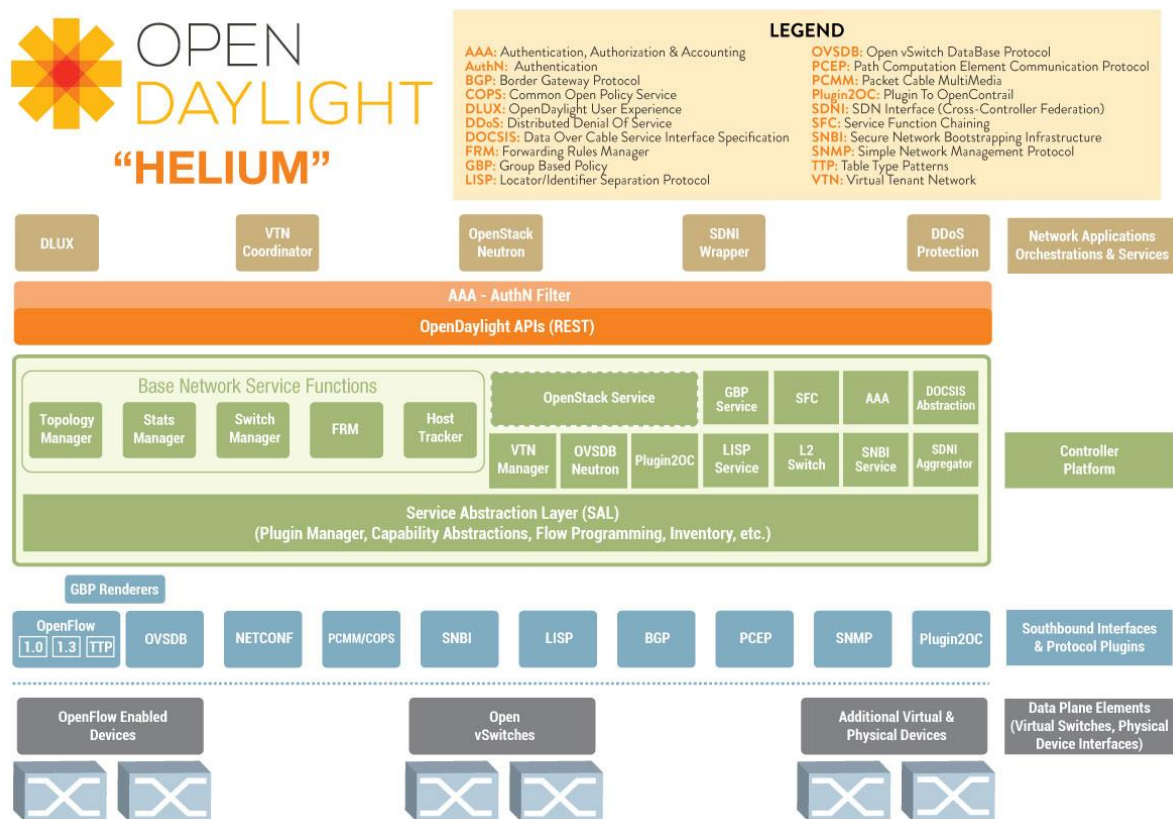 OPEN
DAYLIGHT
“HELIUM”
LEGEND
AAA: Authentication, Authorization & Accounting
AuthN: Authentication
BGP: Border Gateway Protocol
COPS: Common Open Policy Service
DLUX: OpenDaylight User Experience
DDoS: Distributed Denial Of Service
DOCSIS: Data Over Cable Service Interface Specification
FRM: Forwarding Rules Manager
GBP: Group Based Policy
LISP: Locator/Identifier Separation Protocol
OVSDB: Open vSwitch DataBase Protocol
PCEP: Path Computation Element Communication Protocol
PCMM: Packet Cable MultiMedia
Plugin2OC: Plugin To OpenContrail
SDNI: SDN Interface (Cross-Controller Federation)
SFC: Service Function Chaining
SNBI: Secure Network Bootstrapping Infrastructure
SNMP: Simple Network Management Protocol
TTP: Table Type Patterns
VTN: Virtual Tenant Network
DLUX
VTN
Coordinator
OpenStack
Neutron
SDNI
Wrapper
DDoS
Protection
Network Applications
Orchestrations & Services
AAA - AuthN Filter
OpenDaylight APIs (REST)
Base Network Service Functions
Topology
Manager
Stats
Manager
Switch
Manager
FRM
Host
Tracker
OpenStack Service
GBP
Service
SFC
AAA
DOCSIS
Abstraction
VTN
Manager
OVSDB
Neutron
Plugin2OC
LISP
Service
L2
Switch
SNBI
Service
SDNI
Aggregator
Controller
Platform
Service Abstraction Layer (SAL)
(Plugin Manager, Capability Abstractions, Flow Programming, Inventory, etc.)
GBP Renderers
OpenFlow
1.0 1.3 TTP
OVSDB
NETCONF
PCMM/COPS
SNBI
LISP
BGP
PCEP
SNMP
Plugin2OC
Southbound Interfaces
& Protocol Plugins
OpenFlow Enabled
Devices
Open
vSwitches
Additional Virtual &
Physical Devices
Data Plane Elements
(Virtual Switches, Physical
Device Interfaces)